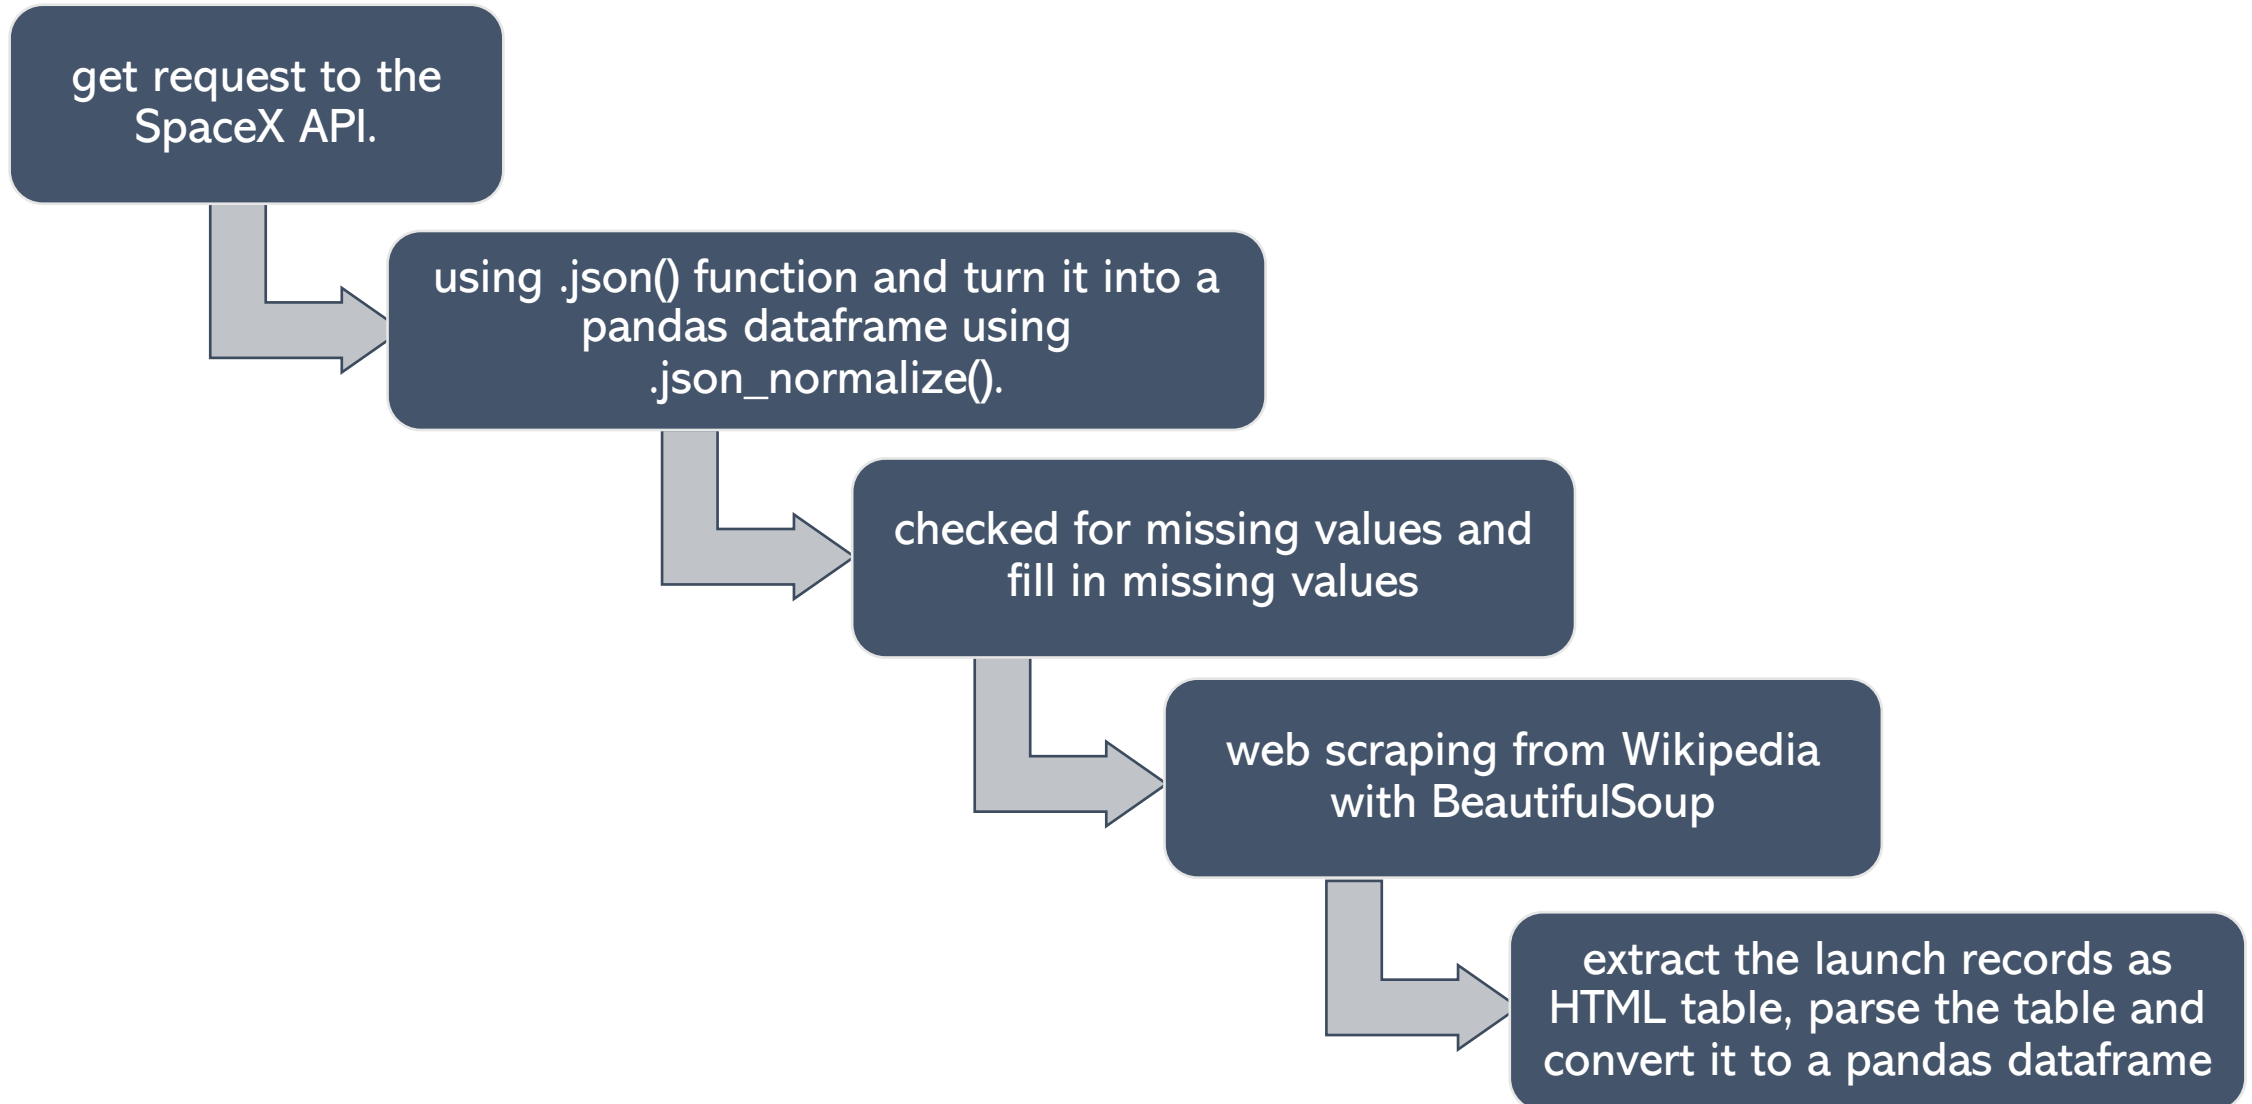 get request to the
SpaceX API.
using .json() function and turn it into a
pandas dataframe using
.json_normalize().
checked for missing values and
fill in missing values
web scraping from Wikipedia
with BeautifulSoup
extract the launch records as
HTML table, parse the table and
convert it to a pandas dataframe